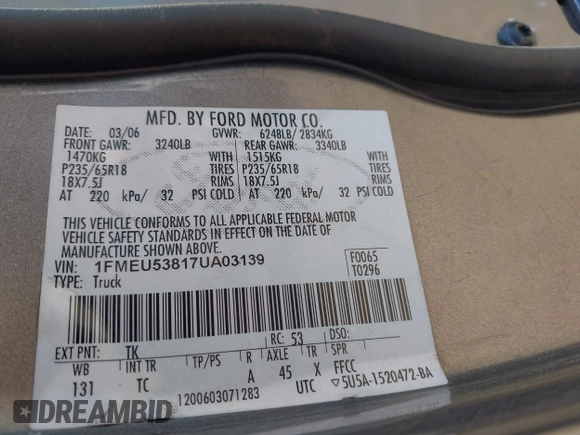 MFD. BY FORD MOTOR CO.
DATE: 03/06 GVWR: 6248LB/ 2834KG
FRONT GAWR: 3240LB REAR GAWR: 3340LB
1470KG 1515KG
P235/65R18 P235/65R18
18X7.5J RIMS 18X7.5J RIMS
AT 220 kPa/ 32 PSI COLD AT 220 kPa/ 32 PSI COLD
THIS VEHICLE CONFORMS TO ALL APPLICABLE FEDERAL MOTOR
VEHICLE SAFETY STANDARDS IN EFFECT ON THE DATE OF
MANUFACTURE SHOWN ABOVE.
VIN: 1FMEU53817UA03139 F0065
TYPE: Truck T0296
EXT PNT: TK RC: 53 DSO:
WB INT TR TP/PS R AXLE TR SPR
131 TC A 45 X FFCC
1200603071283 UTC 5U5A-1520472-BA
DREAMBID